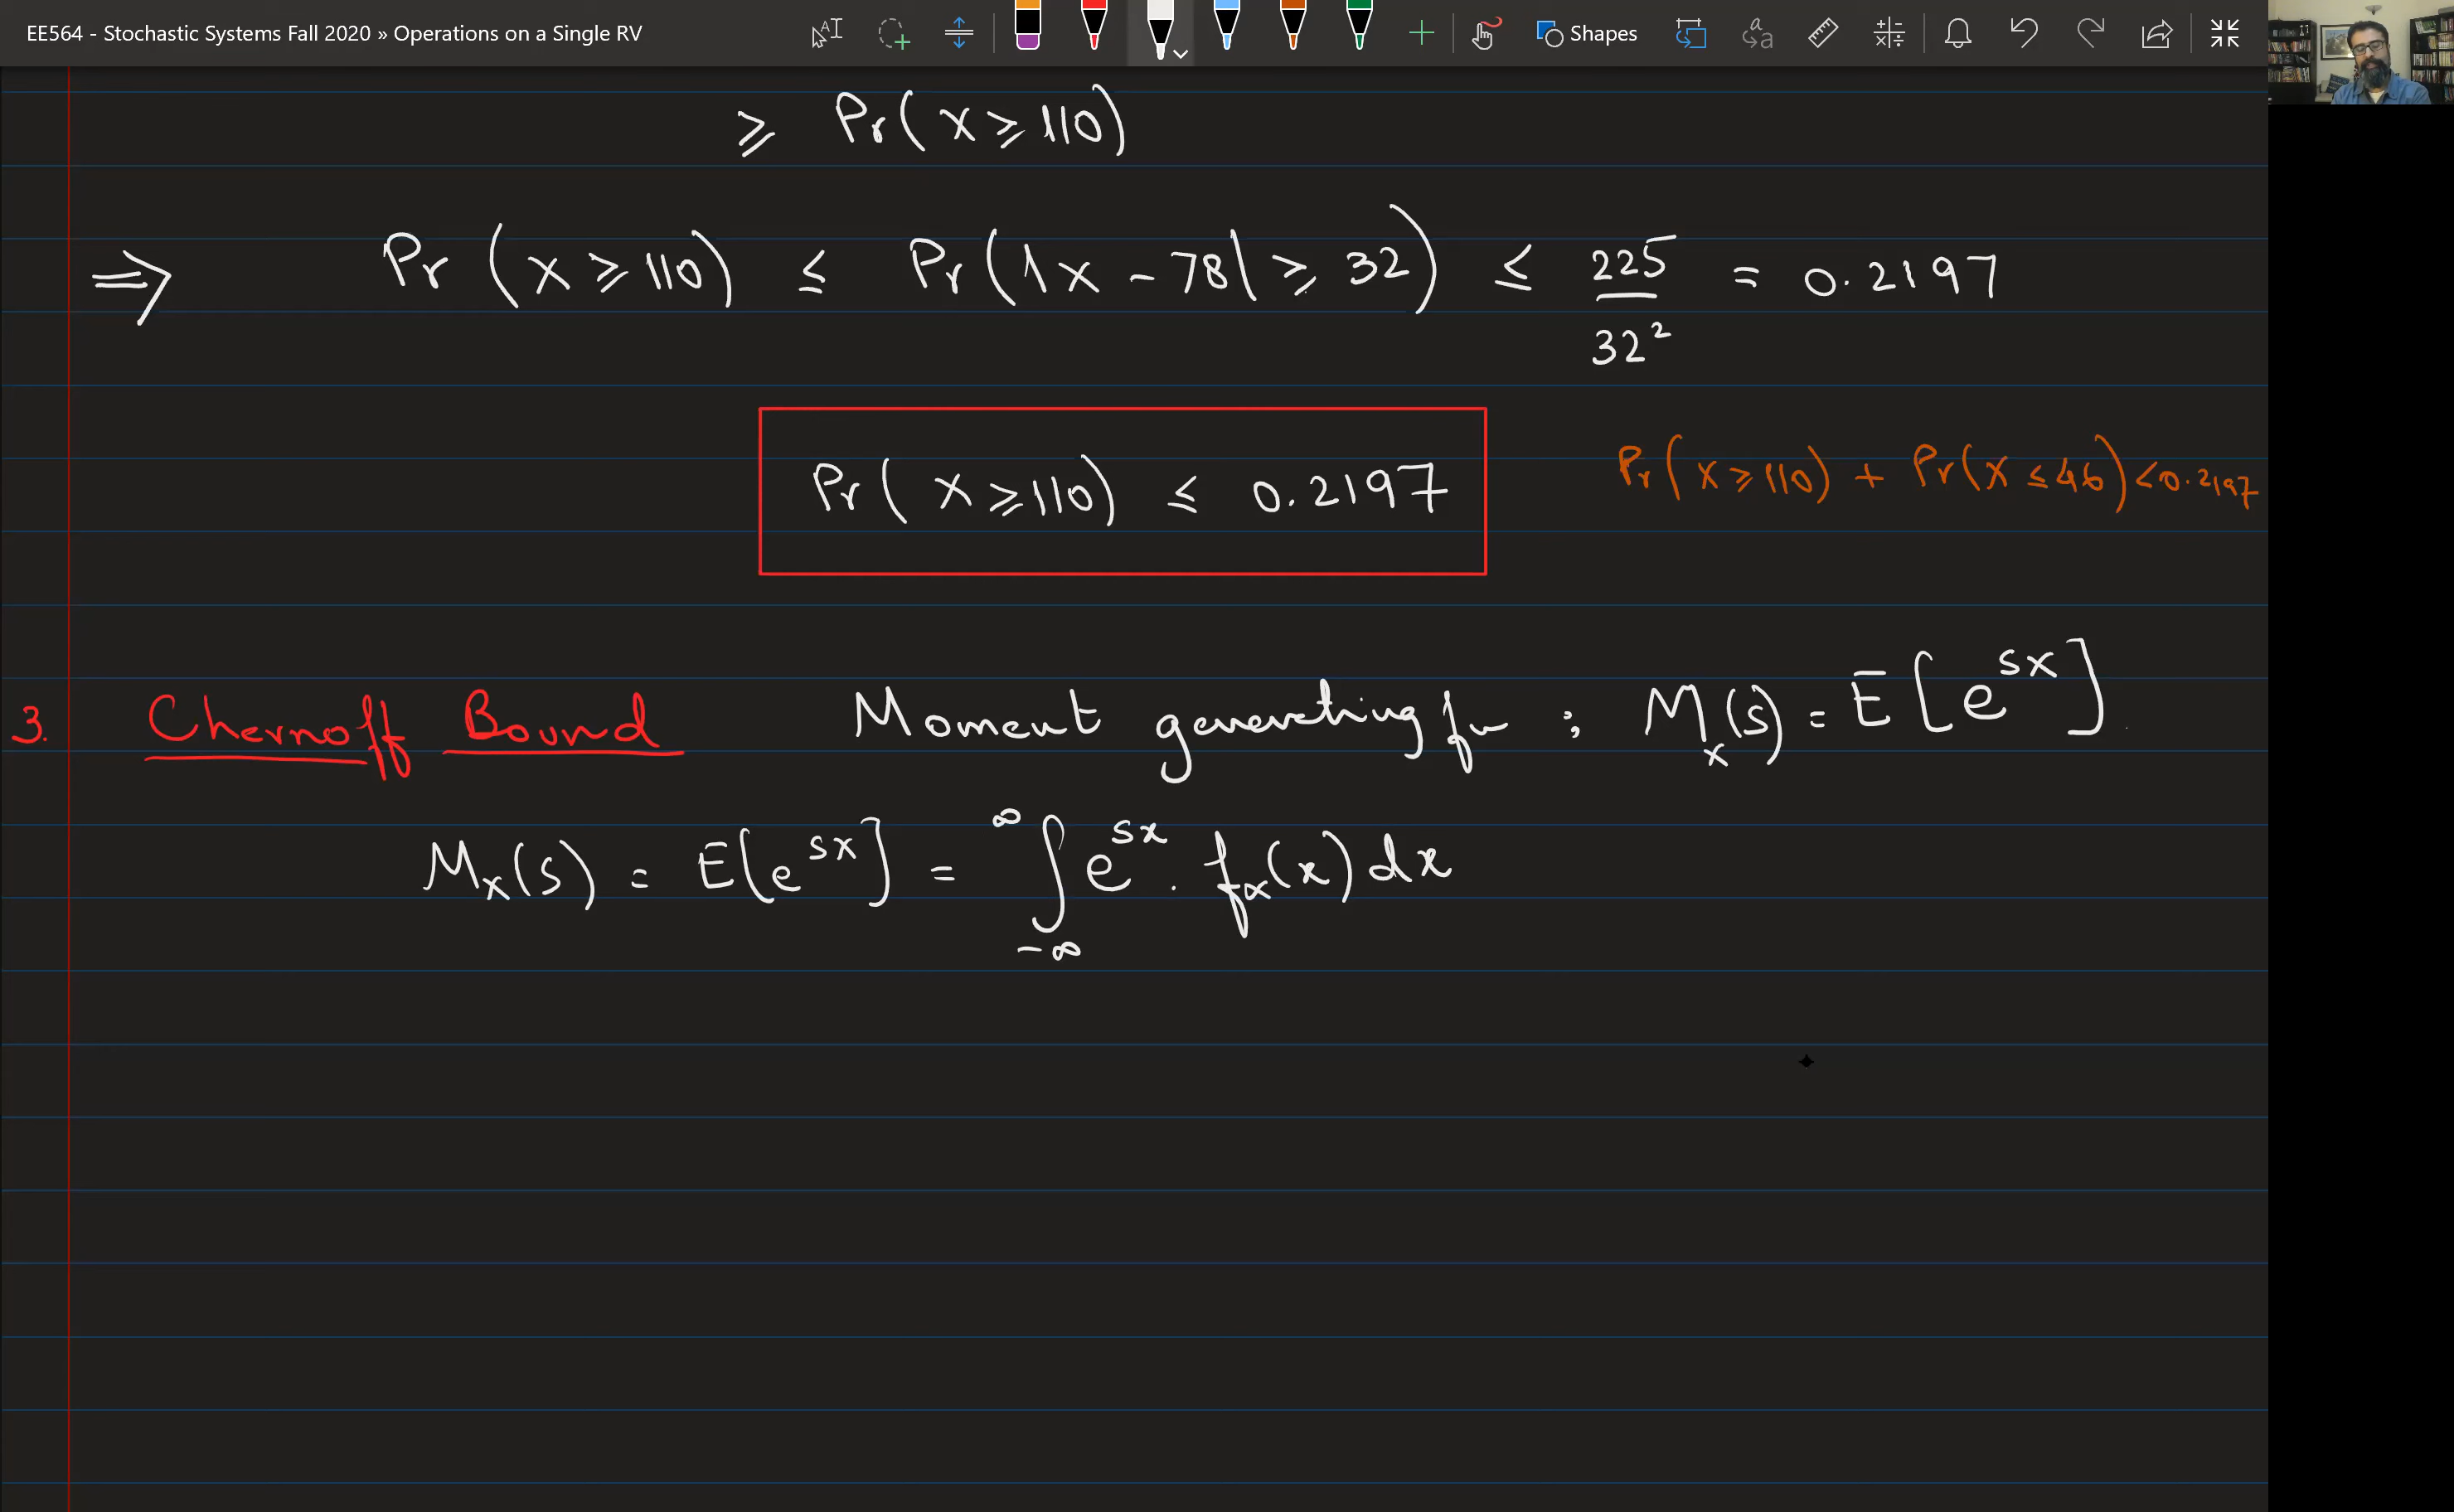 EE564 - Stochastic Systems Fall 2020 » Operations on a Single RV
Shapes
≥ Pr(X ≥ 110)
⇒ Pr(X ≥ 110) ≤ Pr(|X - 78| ≥ 32) ≤ 225/32² = 0.2197
Pr(X ≥ 110) ≤ 0.2197
Pr(X ≥ 110) + Pr(X ≤ 46) < 0.2197
3. Chernoff Bound Moment generating fn : M_X(s) = E[e^{sX}]
M_X(s) = E[e^{sX}] = ∫_{-∞}^{∞} e^{sx} . f_X(x) dx